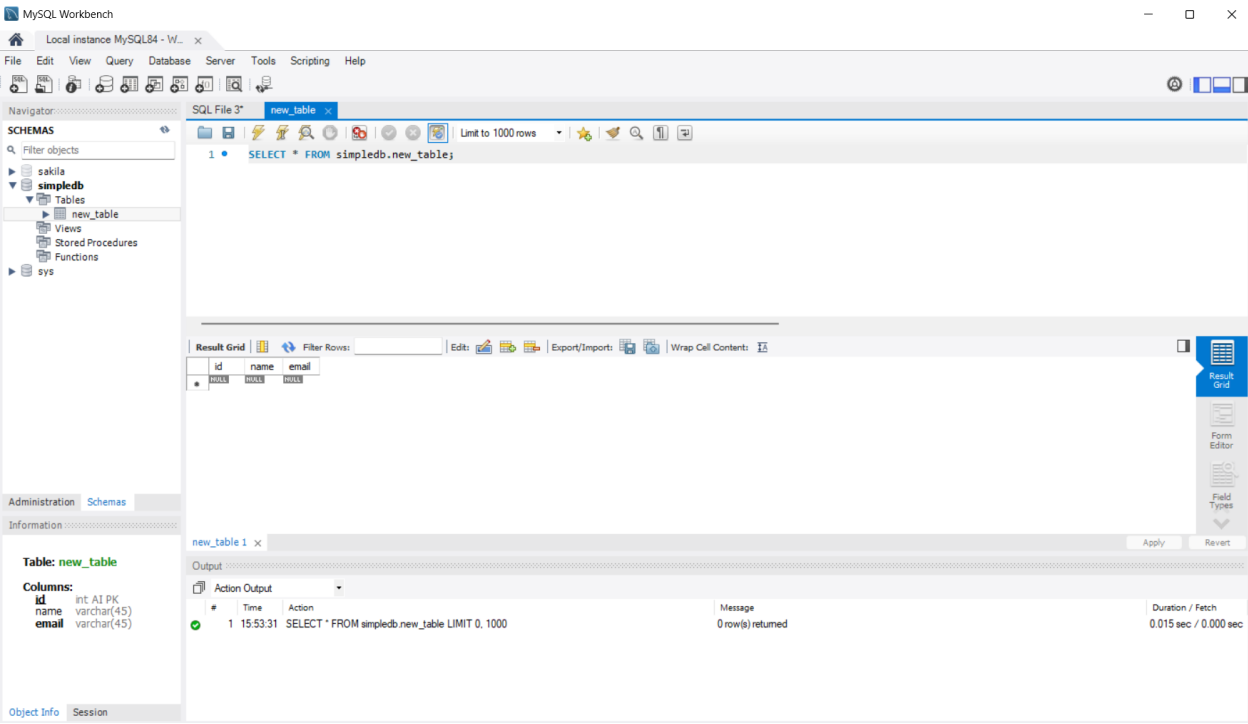 MySQL Workbench
Local instance MySQL84 - W...
File Edit View Query Database Server Tools Scripting Help
Navigator
SCHEMAS
Filter objects
sakila
simpledb
Tables
new_table
Views
Stored Procedures
Functions
sys
Administration Schemas
Information
Table: new_table
Columns:
id int AI PK
name varchar(45)
email varchar(45)
Object Info Session
SQL File 3* new_table
Limit to 1000 rows
1 SELECT * FROM simpledb.new_table;
Result Grid Filter Rows: Edit: Export/Import: Wrap Cell Content:
id name email
NULL NULL NULL
Result
Grid
Form
Editor
Field
Types
new_table 1 Apply Revert
Output
Action Output
# Time Action Message Duration / Fetch
1 15:53:31 SELECT * FROM simpledb.new_table LIMIT 0, 1000 0 row(s) returned 0.015 sec / 0.000 sec